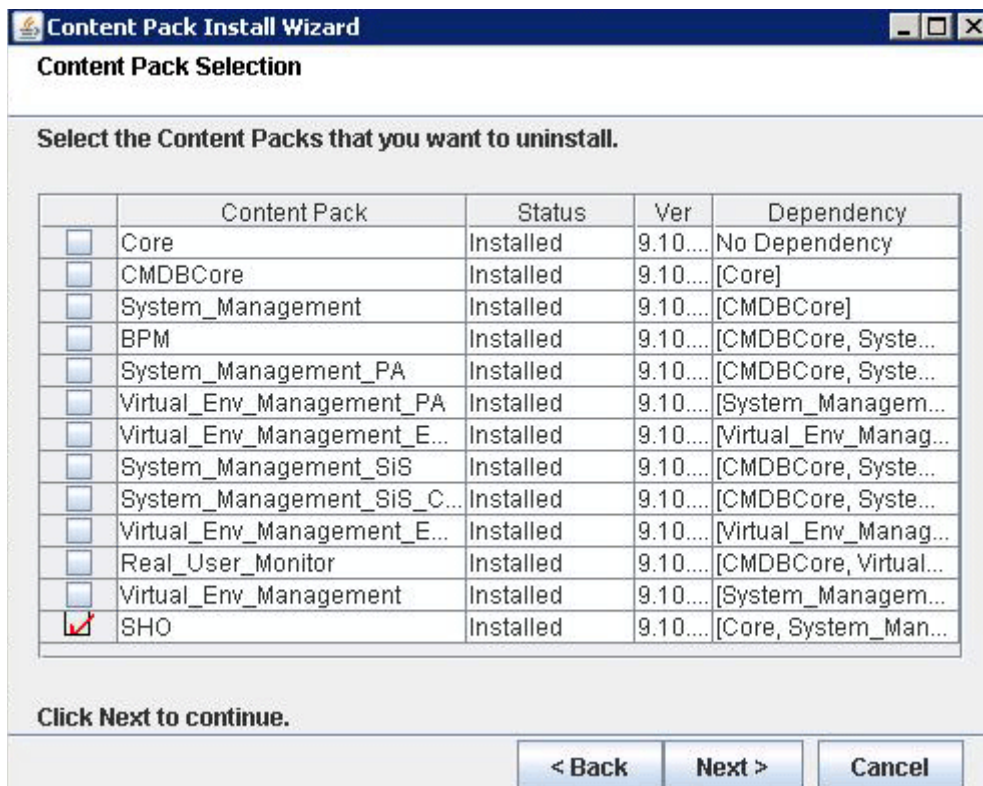 Content Pack Install Wizard
Content Pack Selection
Select the Content Packs that you want to uninstall.
Content Pack Status Ver Dependency
Core Installed 9.10.... No Dependency
CMDBCore Installed 9.10.... [Core]
System_Management Installed 9.10.... [CMDBCore]
BPM Installed 9.10.... [CMDBCore, Syste...
System_Management_PA Installed 9.10.... [CMDBCore, Syste...
Virtual_Env_Management_PA Installed 9.10.... [System_Managem...
Virtual_Env_Management_E... Installed 9.10.... [Virtual_Env_Manag...
System_Management_SiS Installed 9.10.... [CMDBCore, Syste...
System_Management_SiS_C... Installed 9.10.... [CMDBCore, Syste...
Virtual_Env_Management_E... Installed 9.10.... [Virtual_Env_Manag...
Real_User_Monitor Installed 9.10.... [CMDBCore, Virtual...
Virtual_Env_Management Installed 9.10.... [System_Managem...
SHO Installed 9.10.... [Core, System_Man...
Click Next to continue.
< Back Next > Cancel